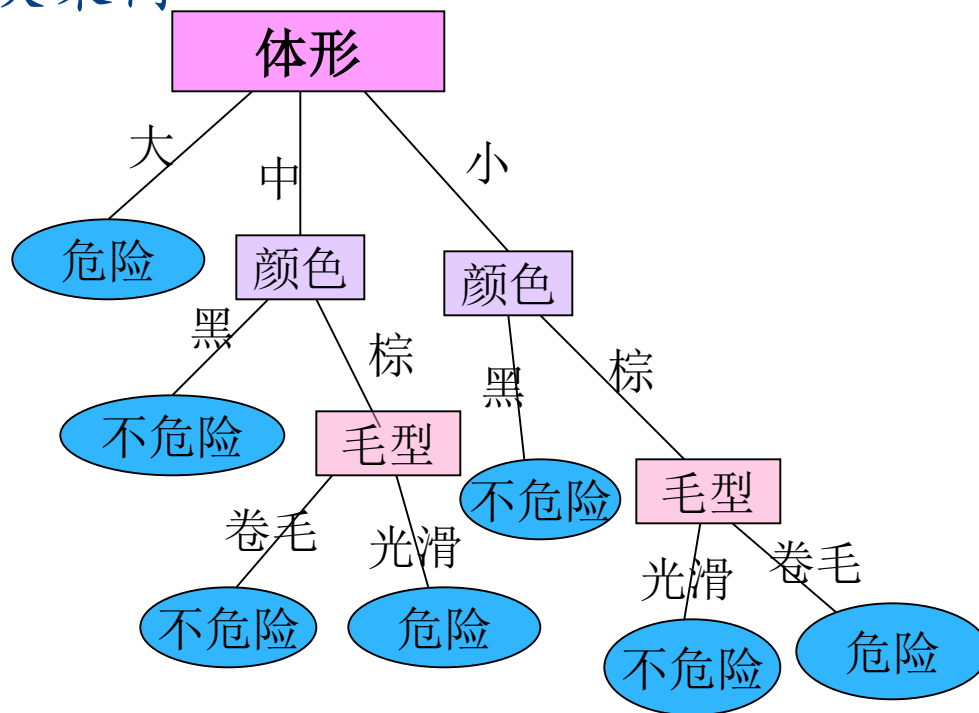 体形
大
中
小
危险
颜色
颜色
黑
棕
黑
棕
不危险
毛型
不危险
毛型
卷毛
光滑
光滑
卷毛
不危险
危险
不危险
危险